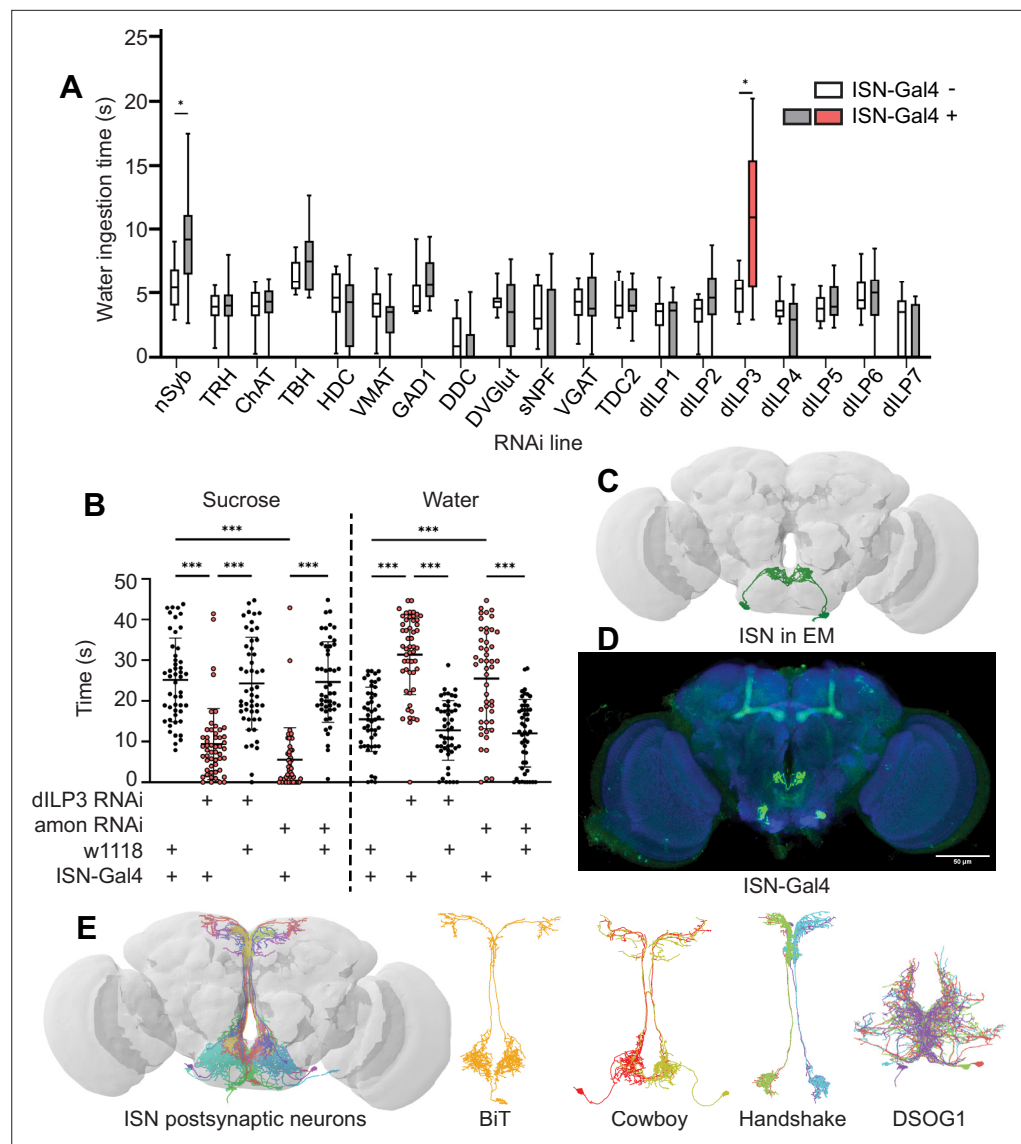 A
Water ingestion time (s)
25
20
15
10
5
0
*
*
ISN-Gal4 -
ISN-Gal4 +
nSyb
TRH
ChAT
TBH
HDC
VMAT
GAD1
DDC
DVGlut
sNPF
VGAT
TDC2
dILP1
dILP2
dILP3
dILP4
dILP5
dILP6
dILP7
RNAi line
B
Sucrose
Water
***
***
*** *** ***
*** *** ***
Time (s)
50
40
30
20
10
0
dILP3 RNAi + + + +
amon RNAi + + + +
w1118 + + + + + +
ISN-Gal4 + + + + + +
C
ISN in EM
D
50 µm
ISN-Gal4
E
ISN postsynaptic neurons
BiT
Cowboy
Handshake
DSOG1